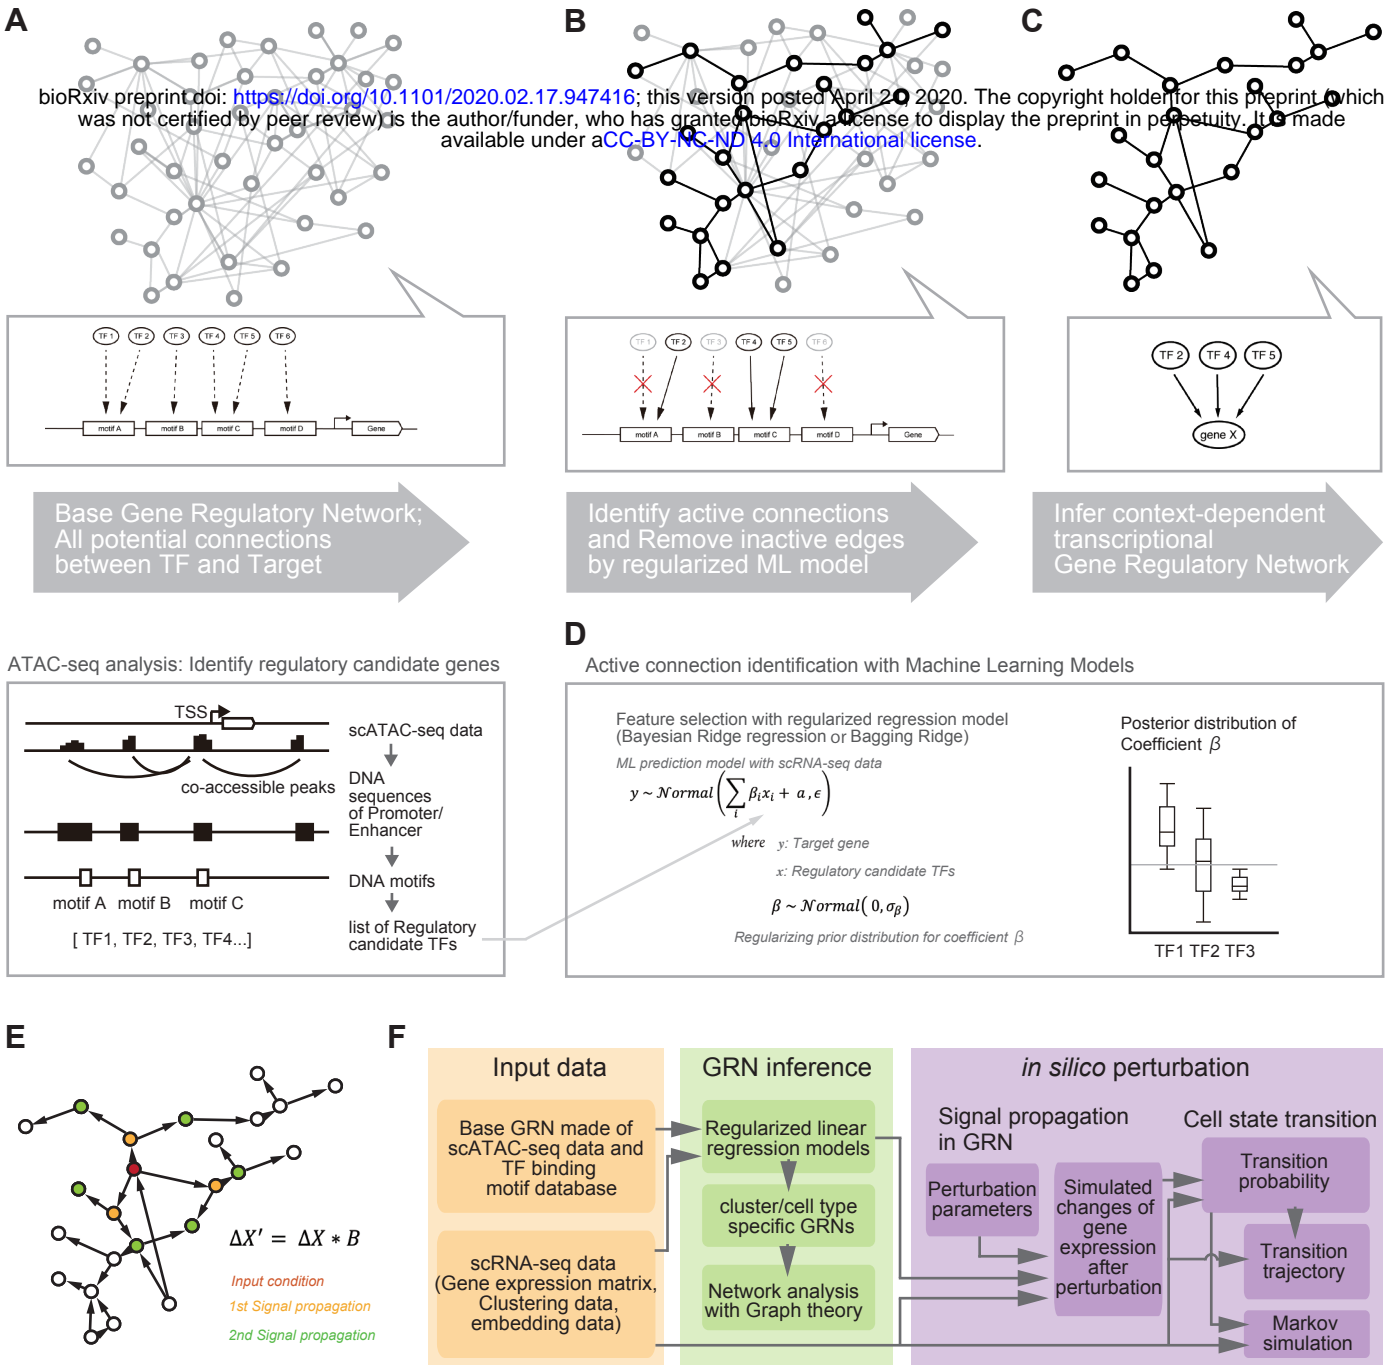 A
B
C
bioRxiv preprint doi: https://doi.org/10.1101/2020.02.17.947416; this version posted April 20, 2020. The copyright holder for this preprint (which
was not certified by peer review) is the author/funder, who has granted bioRxiv a license to display the preprint in perpetuity. It is made
available under aCC-BY-NC-ND 4.0 International license.
TF 1 TF 2 TF 3 TF 4 TF 5 TF 6
motif A motif B motif C motif D Gene
TF 1 TF 2 TF 3 TF 4 TF 5 TF 6
motif A motif B motif C motif D Gene
TF 2 TF 4 TF 5
gene X
Base Gene Regulatory Network;
All potential connections
between TF and Target
Identify active connections
and Remove inactive edges
by regularized ML model
Infer context-dependent
transcriptional
Gene Regulatory Network
ATAC-seq analysis: Identify regulatory candidate genes
TSS
co-accessible peaks
motif A motif B motif C
[ TF1, TF2, TF3, TF4...]
scATAC-seq data
DNA
sequences
of Promoter/
Enhancer
DNA motifs
list of Regulatory
candidate TFs
D
Active connection identification with Machine Learning Models
Feature selection with regularized regression model
(Bayesian Ridge regression or Bagging Ridge)
ML prediction model with scRNA-seq data
y ~ Normal(∑i βixi + a, ϵ)
where y: Target gene
x: Regulatory candidate TFs
β ~ Normal( 0, σβ)
Regularizing prior distribution for coefficient β
Posterior distribution of
Coefficient β
TF1 TF2 TF3
E
ΔX′ = ΔX ∗ B
Input condition
1st Signal propagation
2nd Signal propagation
F
Input data
Base GRN made of
scATAC-seq data and
TF binding
motif database
scRNA-seq data
(Gene expression matrix,
Clustering data,
embedding data)
GRN inference
Regularized linear
regression models
cluster/cell type
specific GRNs
Network analysis
with Graph theory
in silico perturbation
Signal propagation
in GRN
Perturbation
parameters
Simulated
changes of
gene
expression
after
perturbation
Cell state transition
Transition
probability
Transition
trajectory
Markov
simulation